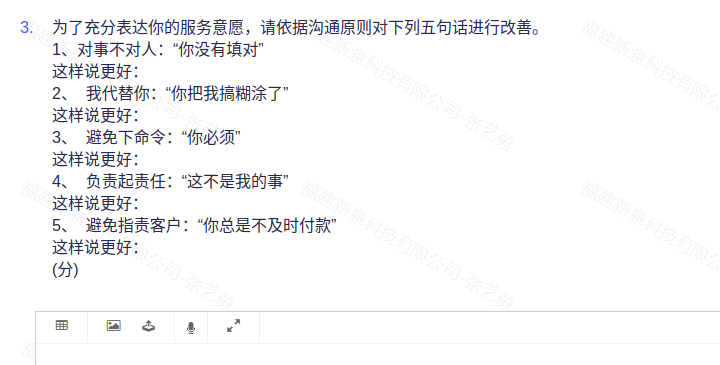 3. 为了充分表达你的服务意愿，请依据沟通原则对下列五句话进行改善。
1、对事不对人：“你没有填对”
这样说更好：
2、 我代替你：“你把我搞糊涂了”
这样说更好：
3、 避免下命令：“你必须”
这样说更好：
4、 负责起责任：“这不是我的事”
这样说更好：
5、 避免指责客户：“你总是不及时付款”
这样说更好：
(分)
福建新意科技有限公司-张艺勇